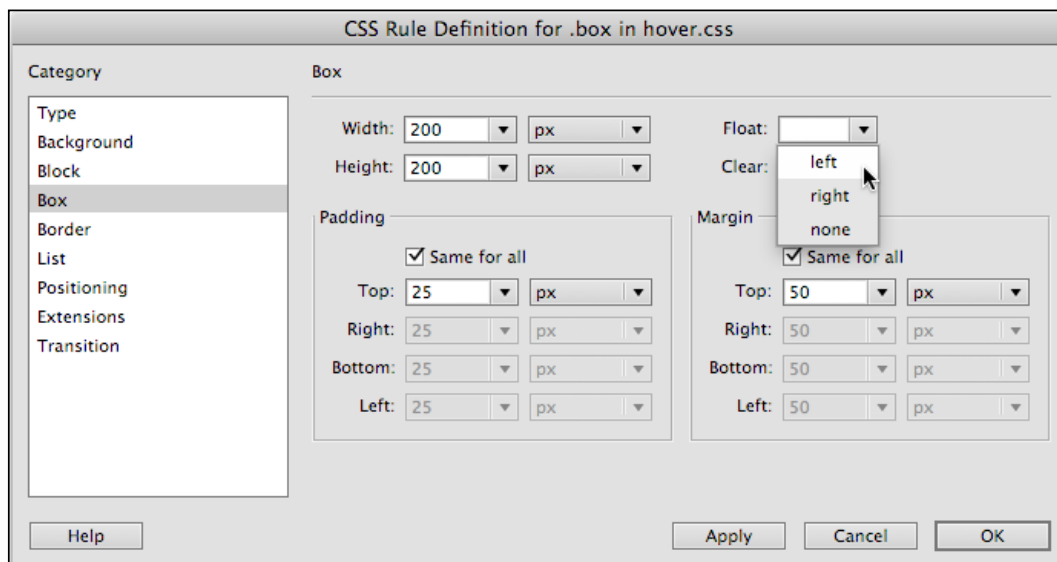 CSS Rule Definition for .box in hover.css
Category
Type
Background
Block
Box
Border
List
Positioning
Extensions
Transition
Box
Width: 200 px
Height: 200 px
Float:
Clear:
left
right
none
Padding
Same for all
Top: 25 px
Right: 25 px
Bottom: 25 px
Left: 25 px
Margin
Same for all
Top: 50 px
Right: 50 px
Bottom: 50 px
Left: 50 px
Help
Apply
Cancel
OK